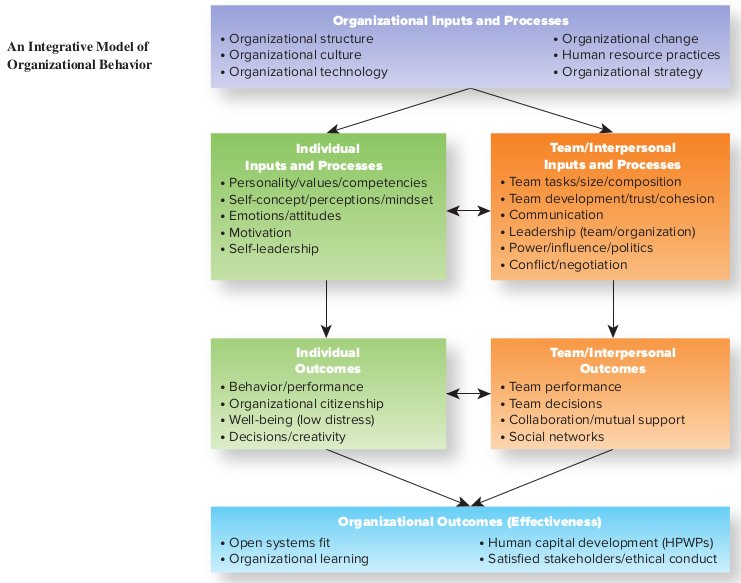 An Integrative Model of
Organizational Behavior
Organizational Inputs and Processes
• Organizational structure
• Organizational culture
• Organizational technology
• Organizational change
• Human resource practices
• Organizational strategy
Individual
Inputs and Processes
• Personality/values/competencies
• Self-concept/perceptions/mindset
• Emotions/attitudes
• Motivation
• Self-leadership
Team/Interpersonal
Inputs and Processes
• Team tasks/size/composition
• Team development/trust/cohesion
• Communication
• Leadership (team/organization)
• Power/influence/politics
• Conflict/negotiation
Individual
Outcomes
• Behavior/performance
• Organizational citizenship
• Well-being (low distress)
• Decisions/creativity
Team/Interpersonal
Outcomes
• Team performance
• Team decisions
• Collaboration/mutual support
• Social networks
Organizational Outcomes (Effectiveness)
• Open systems fit
• Organizational learning
• Human capital development (HPWPs)
• Satisfied stakeholders/ethical conduct